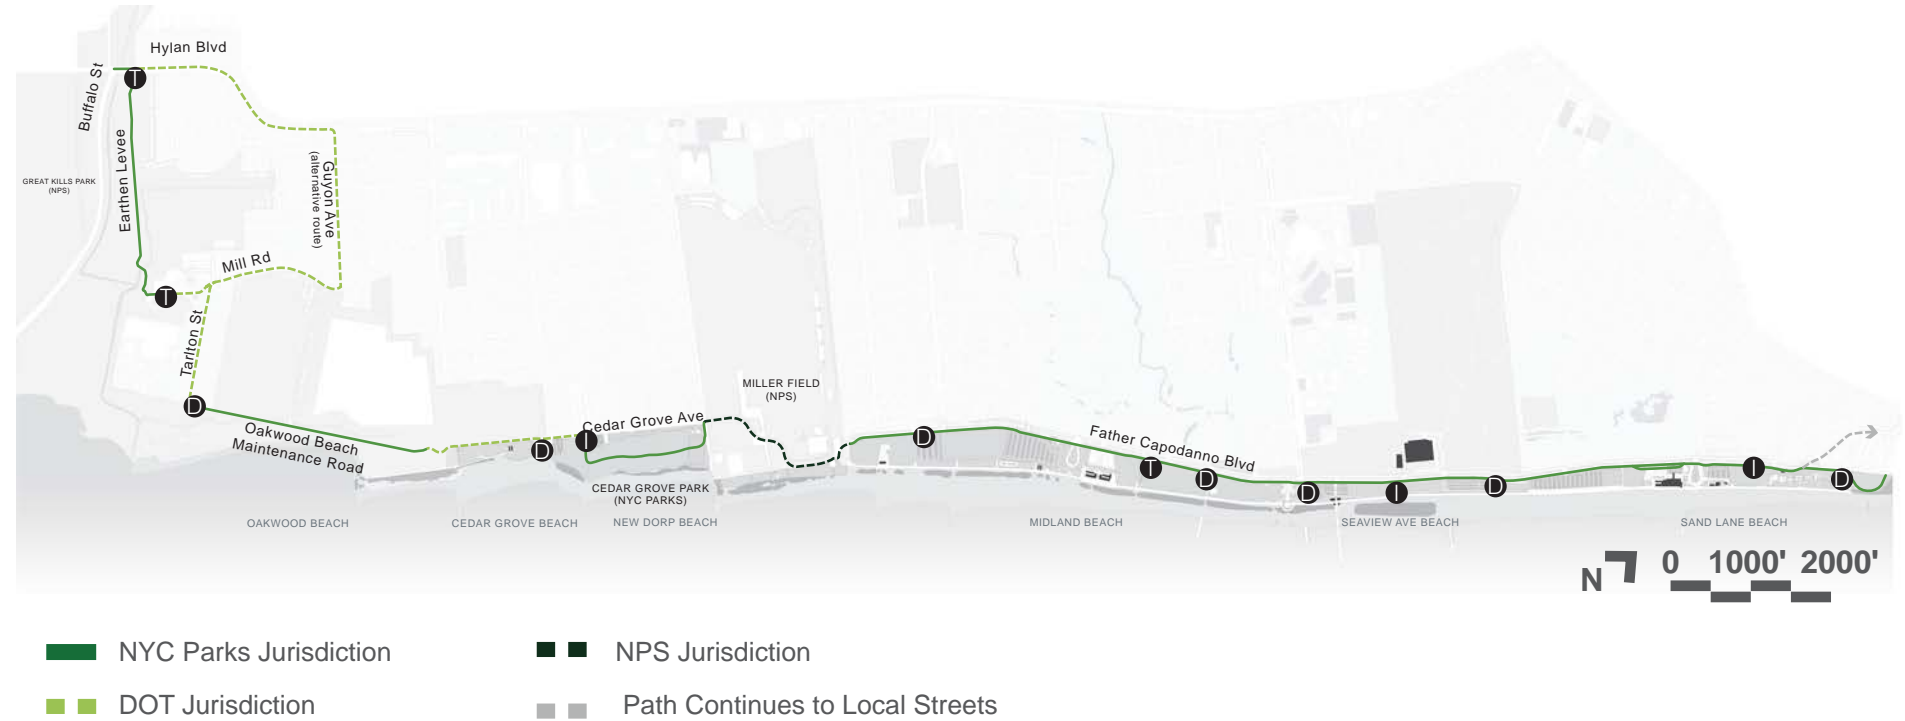 Hylan Blvd
Buffalo St
T
Earthen Levee
GREAT KILLS PARK
(NPS)
Guyon Ave
(alternative route)
Mill Rd
T
Tarlton St
D
Oakwood Beach
Maintenance Road
D
I
Cedar Grove Ave
MILLER FIELD
(NPS)
CEDAR GROVE PARK
(NYC PARKS)
D
Father Capodanno Blvd
T
D
D
I
D
I
D
OAKWOOD BEACH
CEDAR GROVE BEACH
NEW DORP BEACH
MIDLAND BEACH
SEAVIEW AVE BEACH
SAND LANE BEACH
N
0 1000' 2000'
NYC Parks Jurisdiction
NPS Jurisdiction
DOT Jurisdiction
Path Continues to Local Streets